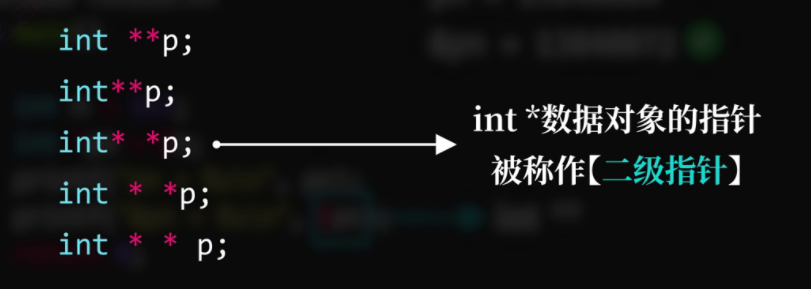 int **p;
int**p;
int* *p;
int * *p;
int * * p;
int *数据对象的指针
被称作【二级指针】